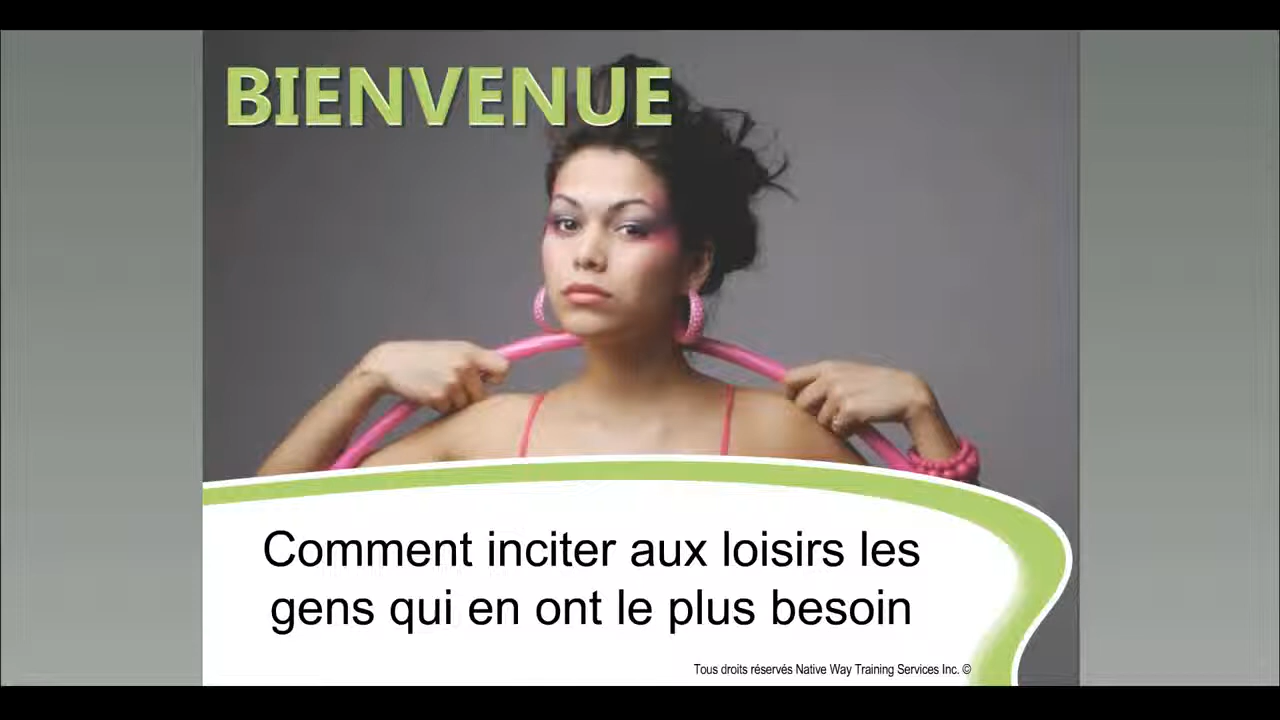 BIENVENUE
Comment inciter aux loisirs les
gens qui en ont le plus besoin
Tous droits réservés Native Way Training Services Inc. ©